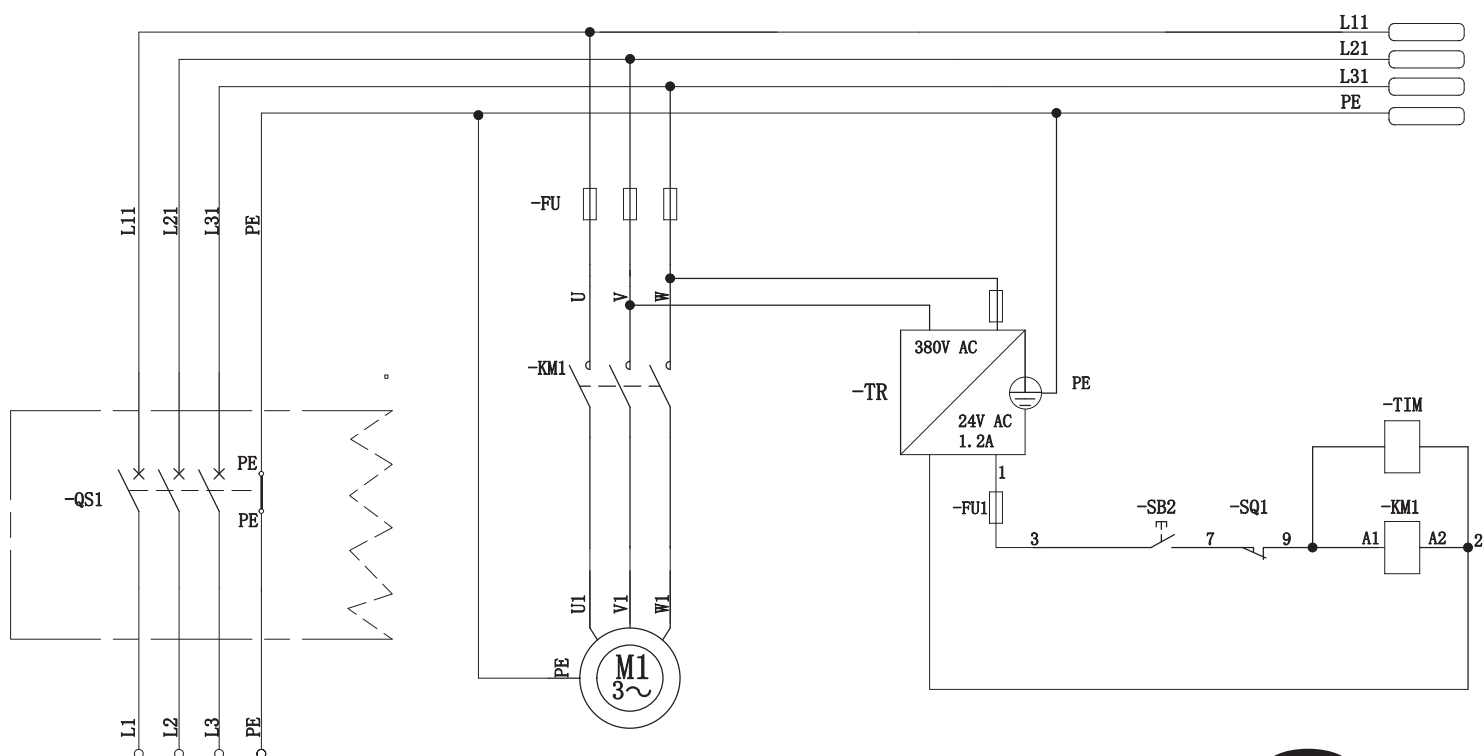 L11
L21
L31
PE
L11
L21
L31
PE
-FU
U
V
W
-KM1
380V AC
-TR
PE
24V AC
1.2A
-TIM
PE
-QS1
PE
1
-FU1
-SB2
-SQ1
-KM1
3
7
9
A1
A2
2
U1
V1
W1
PE
M1
3~
L1
L2
L3
PE